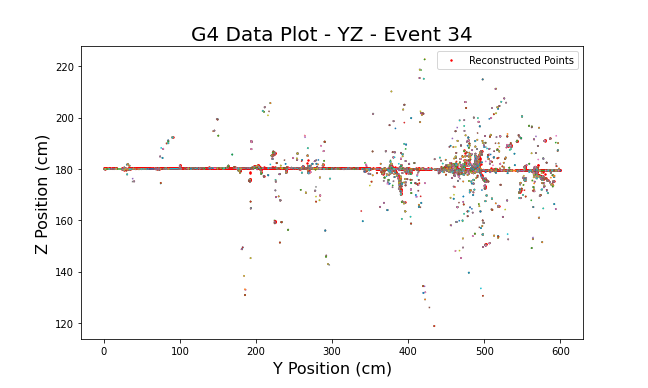 G4 Data Plot - YZ - Event 34
Reconstructed Points
Z Position (cm)
220
200
180
160
140
120
0 100 200 300 400 500 600
Y Position (cm)